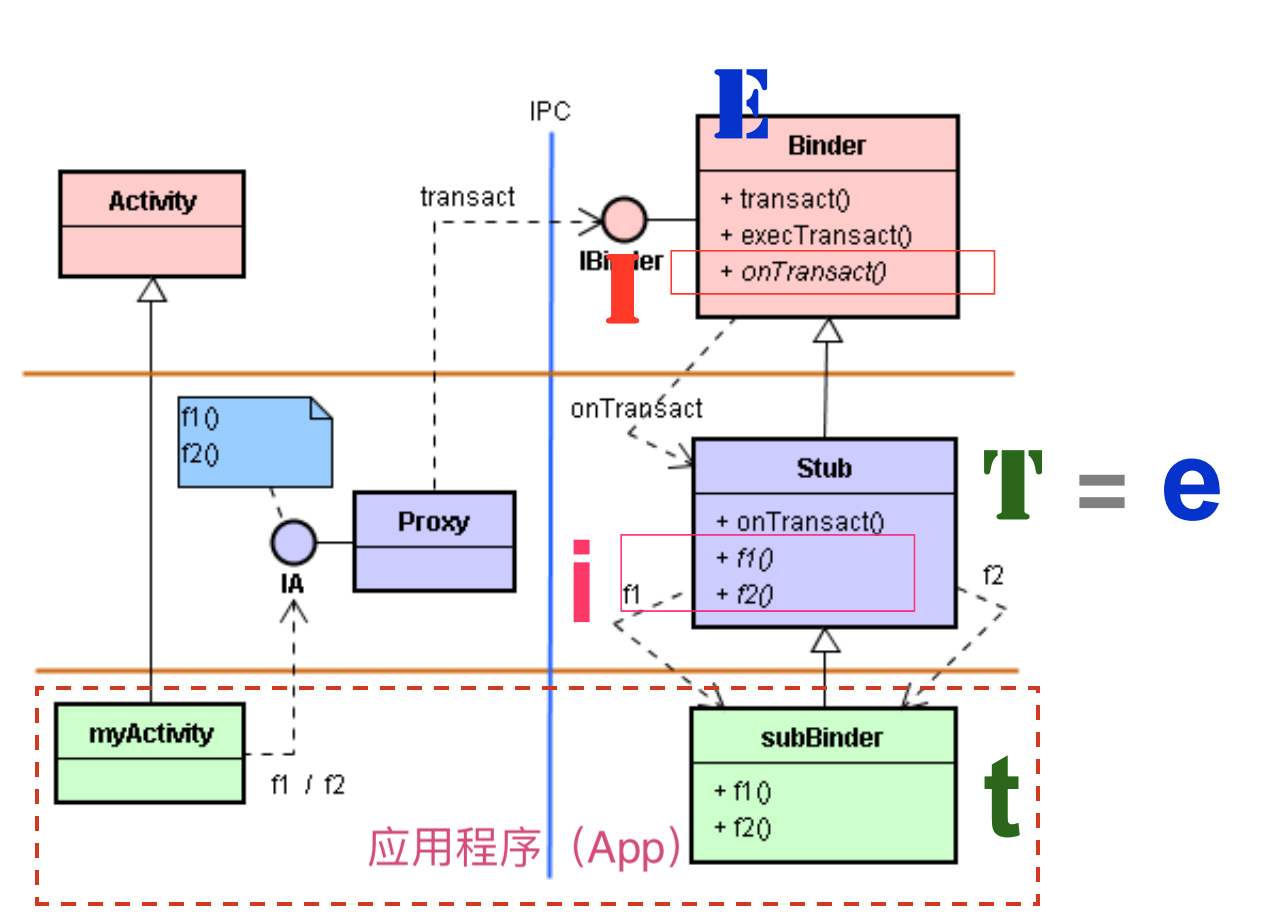 E
IPC
Binder
Activity
transact
+ transact()
+ execTransact()
+ onTransact()
IBinder
I
f1()
f2()
onTransact
Stub
T = e
Proxy
+ onTransact()
+ f1()
+ f2()
i
f1
f2
IA
myActivity
f1 / f2
subBinder
+ f1()
+ f2()
t
应用程序（App）